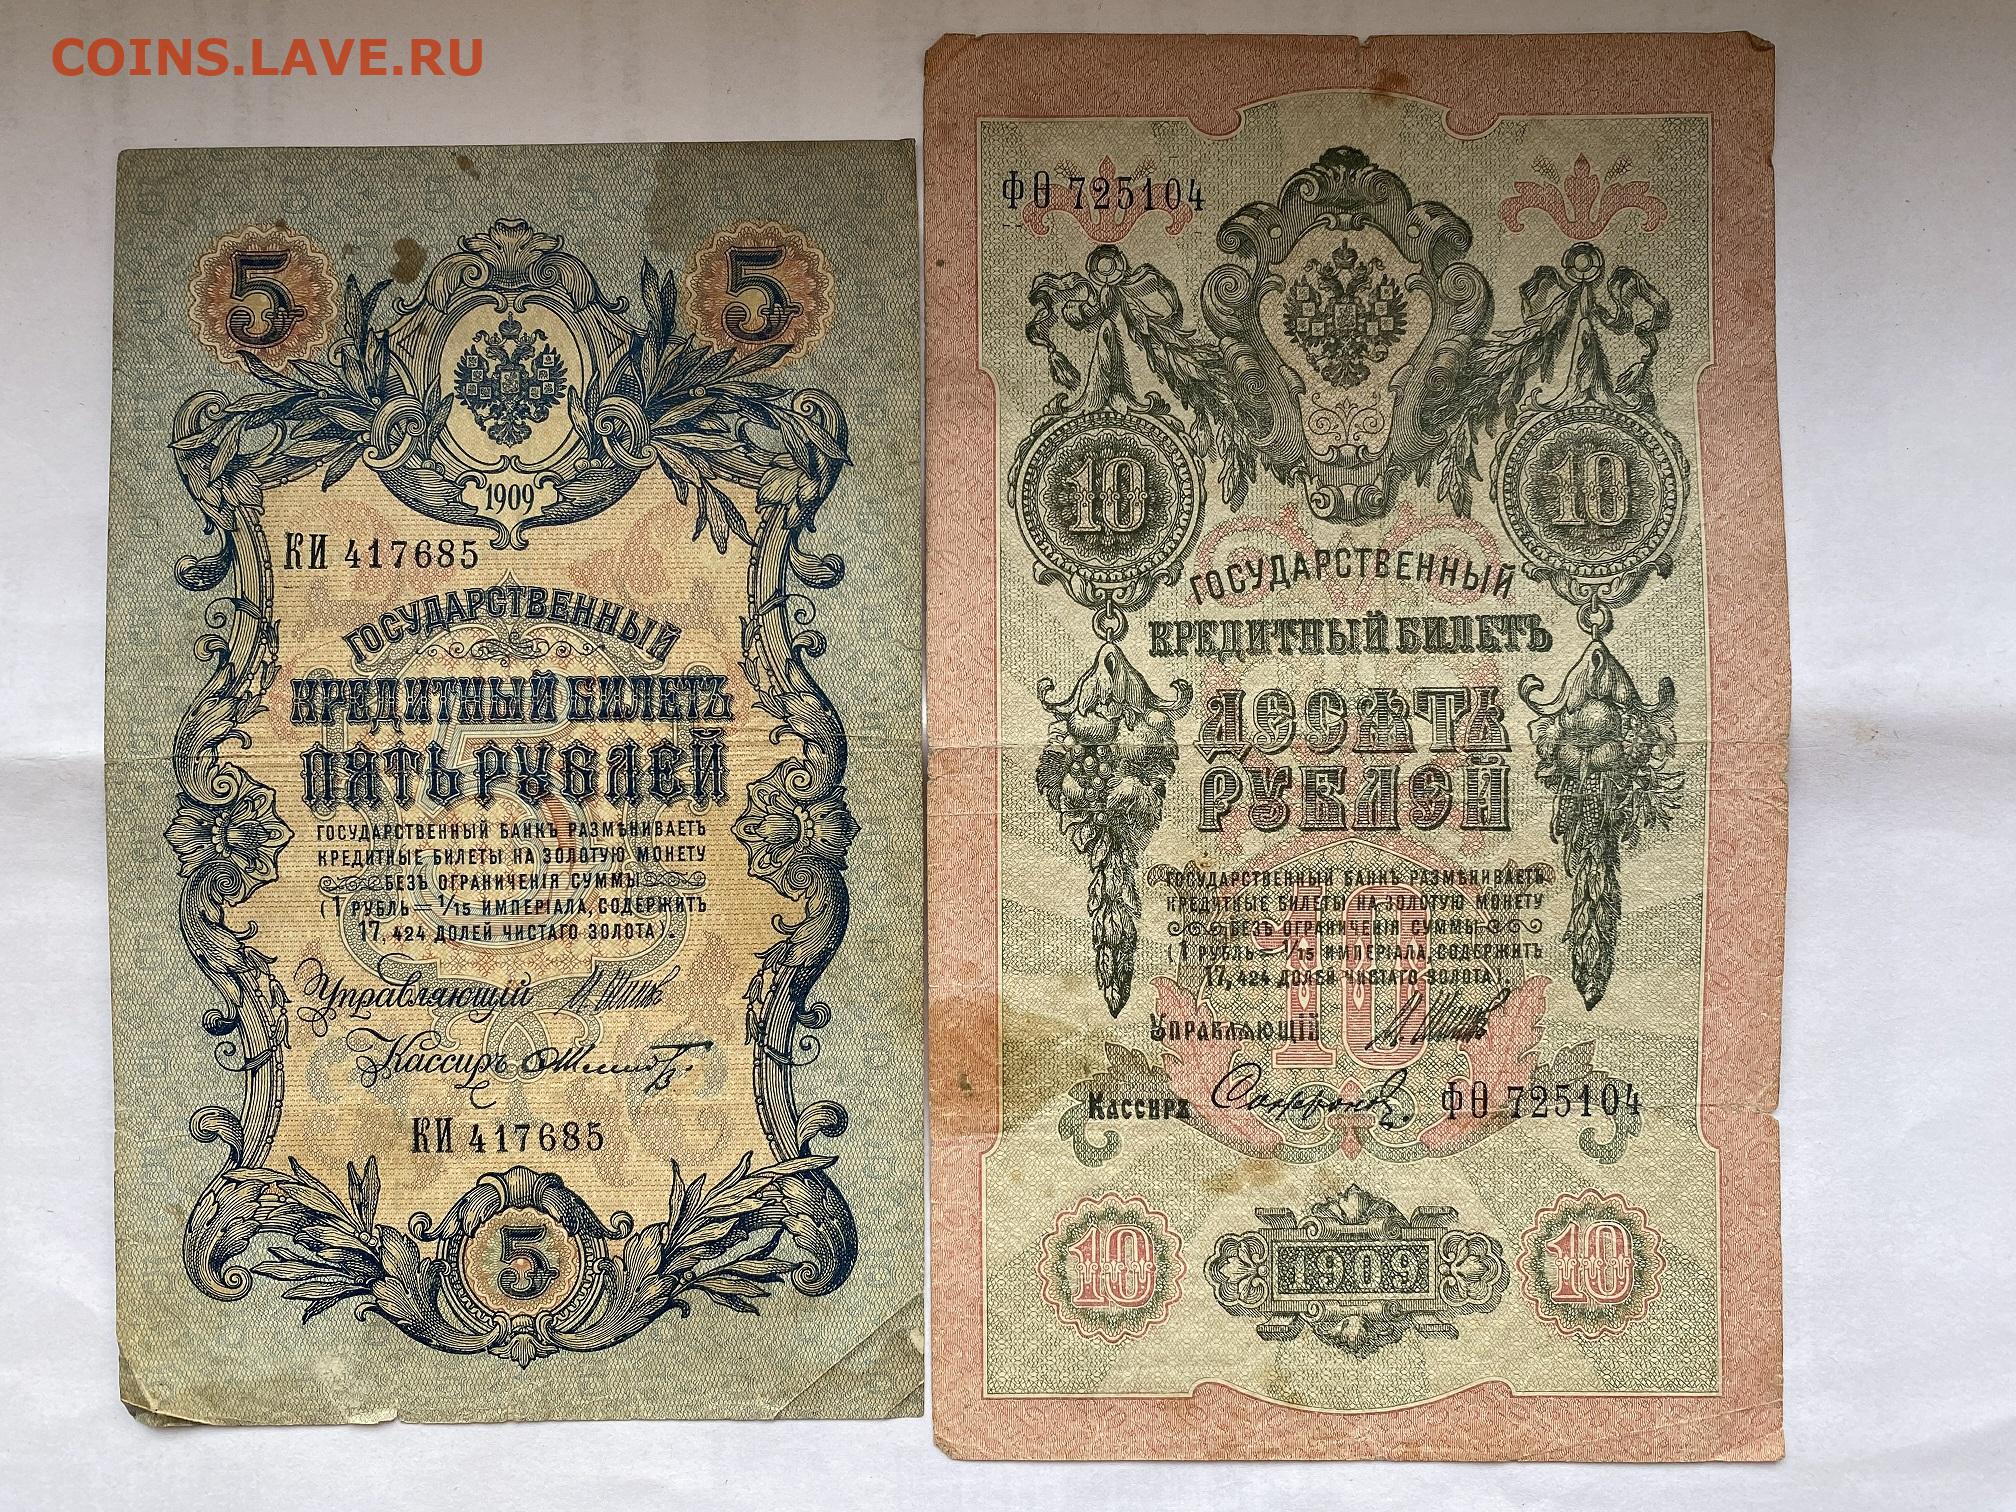 COINS.LAVE.RU
5 5
1909
КИ 417685
ГОСУДАРСТВЕННЫЙ
КРЕДИТНЫЙ БИЛЕТЪ
ПЯТЬ РУБЛЕЙ
ГОСУДАРСТВЕННЫЙ БАНКЪ РАЗМѢНИВАЕТЪ
КРЕДИТНЫЕ БИЛЕТЫ НА ЗОЛОТУЮ МОНЕТУ
БЕЗЪ ОГРАНИЧЕНІЯ СУММЫ
(1 РУБЛЬ = 1/15 ИМПЕРІАЛА, СОДЕРЖИТЪ
17,424 ДОЛЕЙ ЧИСТАГО ЗОЛОТА).
Управляющій
Кассиръ
КИ 417685
5
ФѲ 725104
10 10
ГОСУДАРСТВЕННЫЙ
КРЕДИТНЫЙ БИЛЕТЪ
ДЕСЯТЬ
РУБЛЕЙ
ГОСУДАРСТВЕННЫЙ БАНКЪ РАЗМѢНИВАЕТЪ
КРЕДИТНЫЕ БИЛЕТЫ НА ЗОЛОТУЮ МОНЕТУ
БЕЗЪ ОГРАНИЧЕНІЯ СУММЫ
(1 РУБЛЬ = 1/15 ИМПЕРІАЛА, СОДЕРЖИТЪ
17,424 ДОЛЕЙ ЧИСТАГО ЗОЛОТА).
10
УПРАВЛЯЮЩІЙ
КАССИРЪ ФѲ 725104
10 1909 10